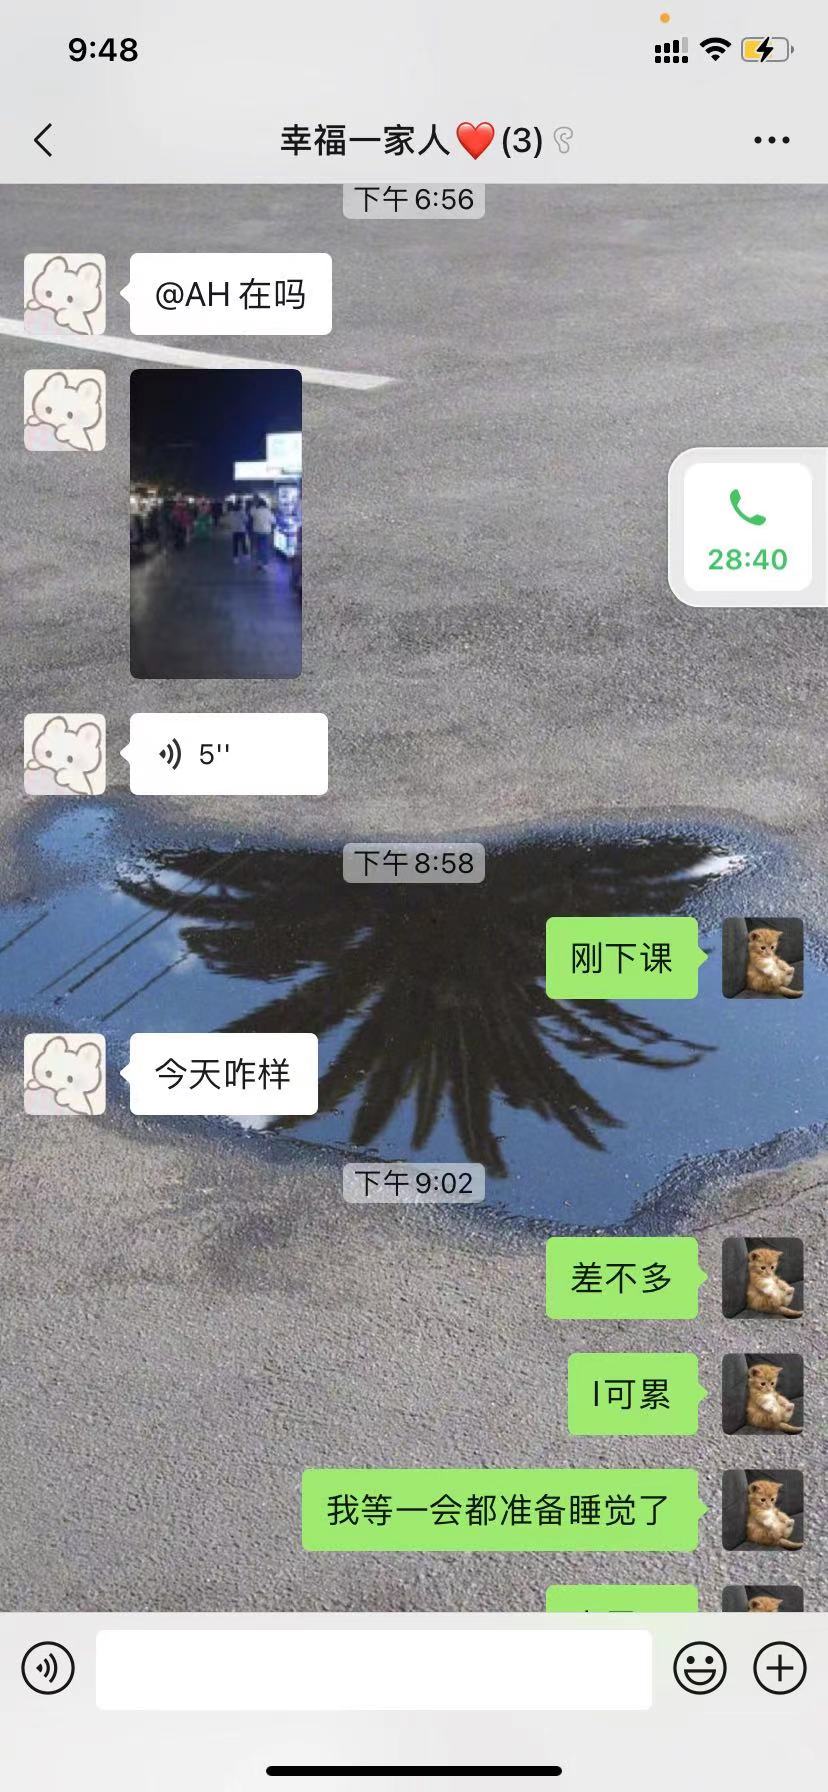 9:48
幸福一家人❤️(3)
下午 6:56
@AH 在吗
28:40
5''
下午 8:58
刚下课
今天咋样
下午 9:02
差不多
I可累
我等一会都准备睡觉了